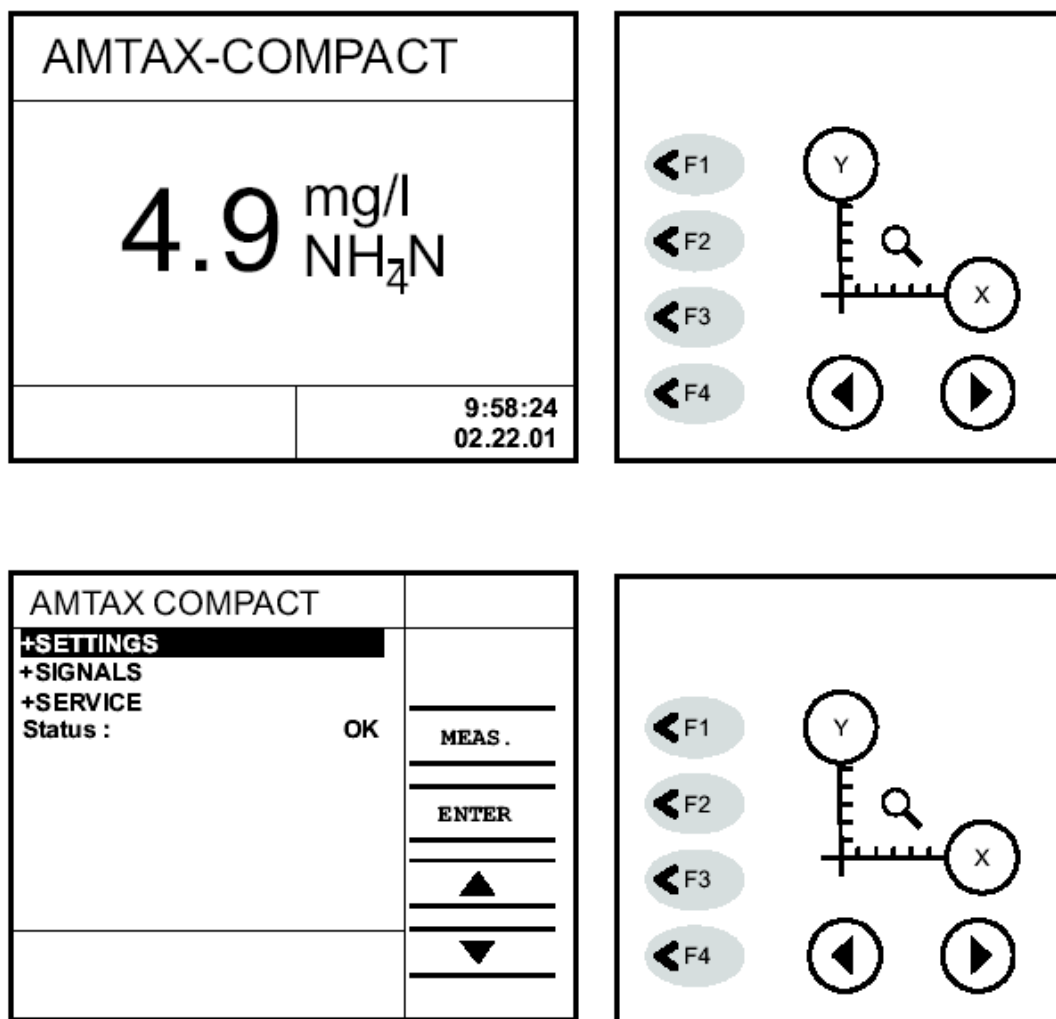 AMTAX-COMPACT
4.9 mg/l
NH4N
9:58:24
02.22.01
F1
F2
F3
F4
Y
X
AMTAX COMPACT
+SETTINGS
+SIGNALS
+SERVICE
Status : OK
MEAS.
ENTER
F1
F2
F3
F4
Y
X